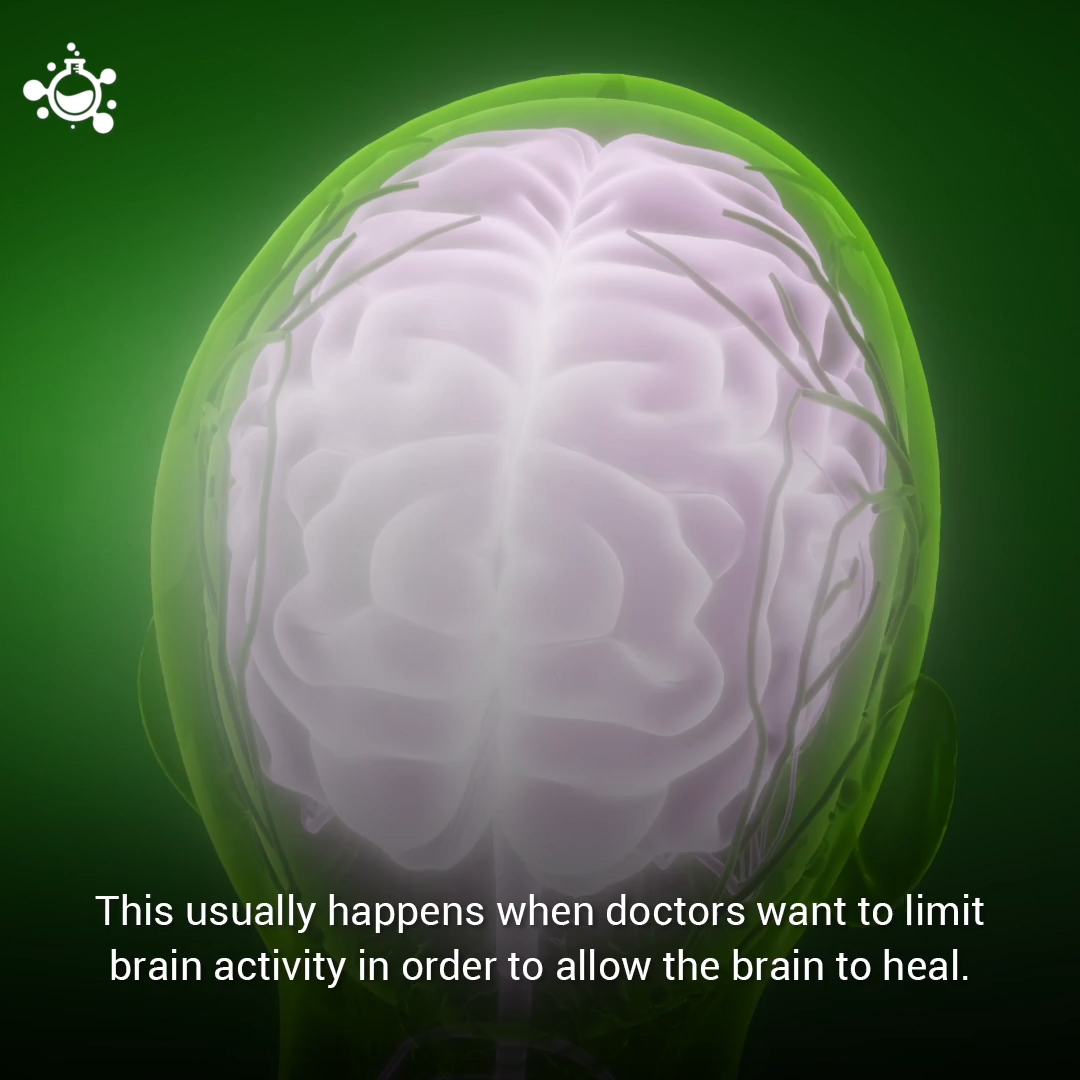 This usually happens when doctors want to limit
brain activity in order to allow the brain to heal.